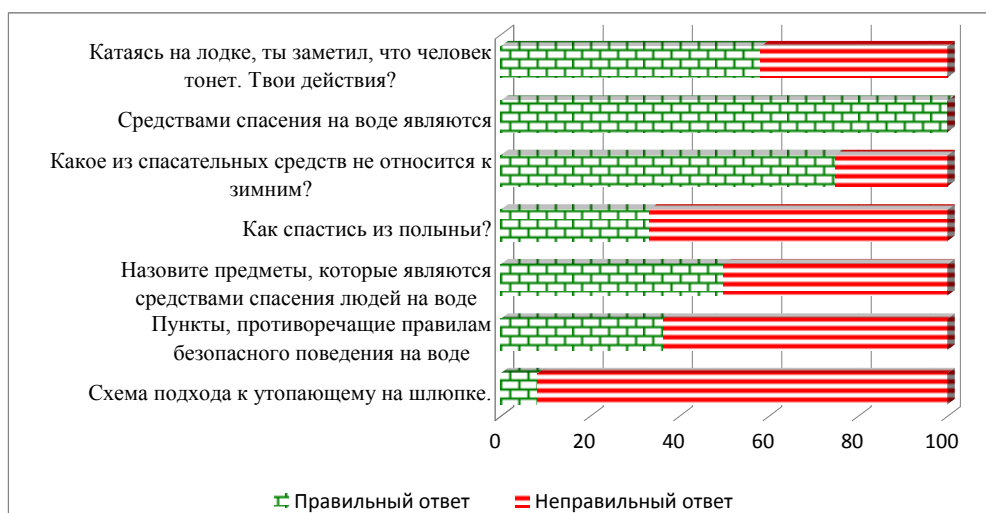 Катаясь на лодке, ты заметил, что человек
тонет. Твои действия?
Средствами спасения на воде являются
Какое из спасательных средств не относится к
зимним?
Как спастись из полыньи?
Назовите предметы, которые являются
средствами спасения людей на воде
Пункты, противоречащие правилам
безопасного поведения на воде
Схема подхода к утопающему на шлюпке.
0 20 40 60 80 100
Правильный ответ Неправильный ответ